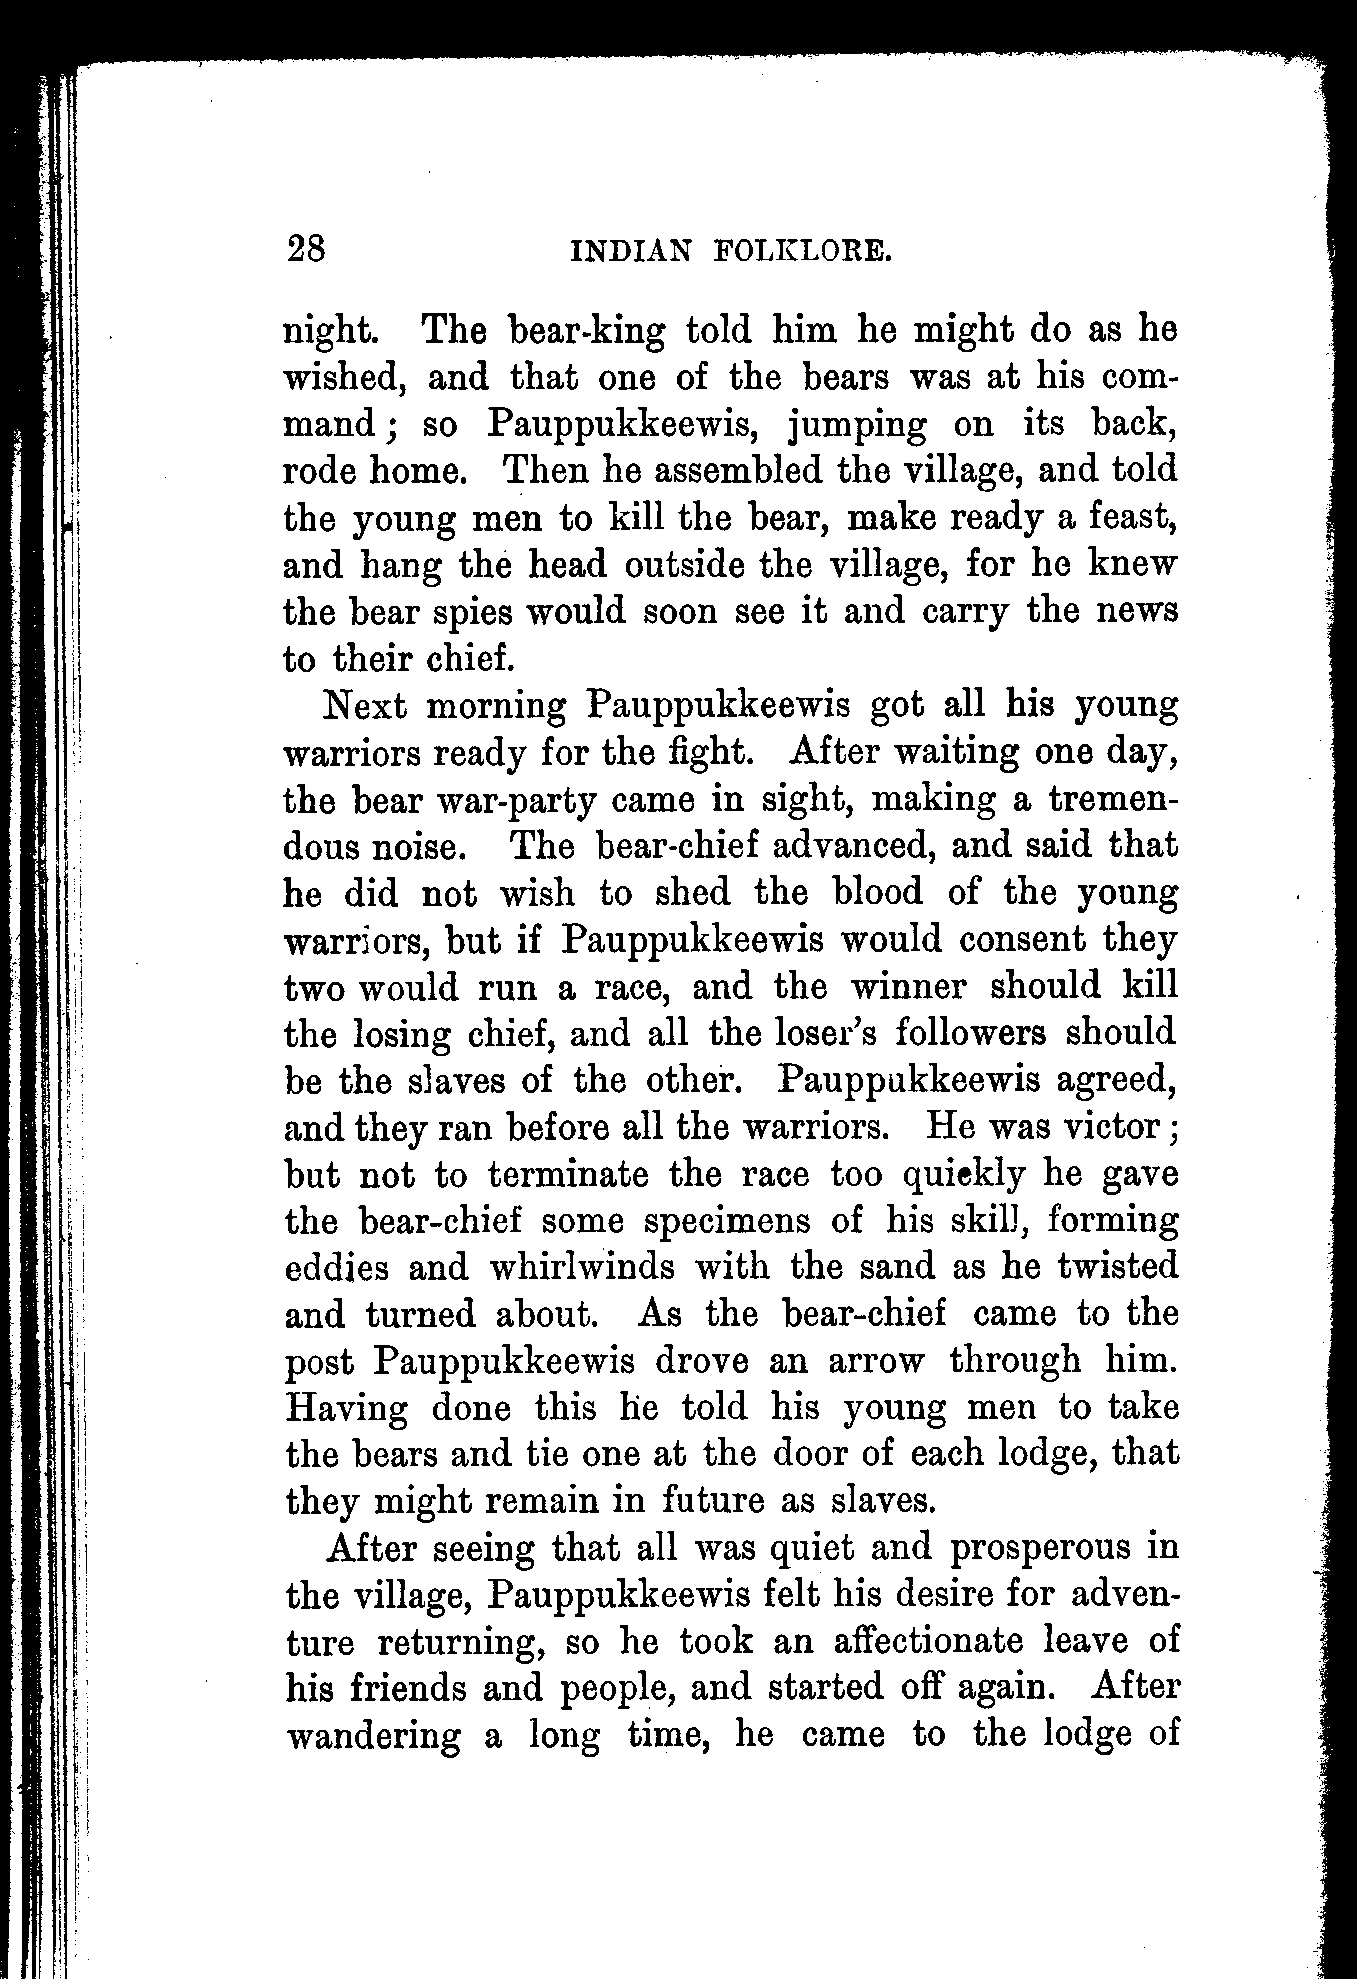 28 INDIAN FOLKLORE.
night. The bear-king told him he might do as he
wished, and that one of the bears was at his com-
mand ; so Pauppukkeewis, jumping on its back,
rode home. Then he assembled the village, and told
the young men to kill the bear, make ready a feast,
and hang the head outside the village, for he knew
the bear spies would soon see it and carry the news
to their chief.
Next morning Pauppukkeewis got all his young
warriors ready for the fight. After waiting one day,
the bear war-party came in sight, making a tremen-
dous noise. The bear-chief advanced, and said that
he did not wish to shed the blood of the young
warriors, but if Pauppukkeewis would consent they
two would run a race, and the winner should kill
the losing chief, and all the loser's followers should
be the slaves of the other. Pauppukkeewis agreed,
and they ran before all the warriors. He was victor ;
but not to terminate the race too quickly he gave
the bear-chief some specimens of his skill, forming
eddies and whirlwinds with the sand as he twisted
and turned about. As the bear-chief came to the
post Pauppukkeewis drove an arrow through him.
Having done this he told his young men to take
the bears and tie one at the door of each lodge, that
they might remain in future as slaves.
After seeing that all was quiet and prosperous in
the village, Pauppukkeewis felt his desire for adven-
ture returning, so he took an affectionate leave of
his friends and people, and started off again. After
wandering a long time, he came to the lodge of